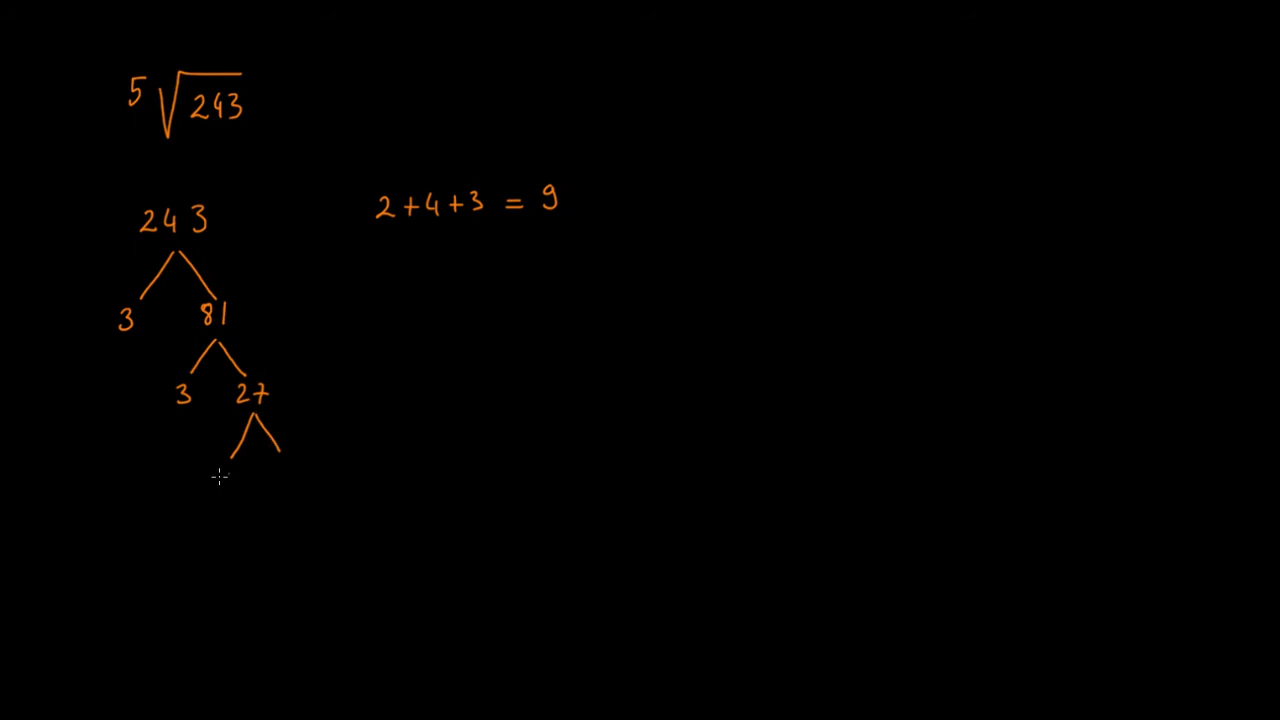 5√243
243
2+4+3 = 9
3 81
3 27